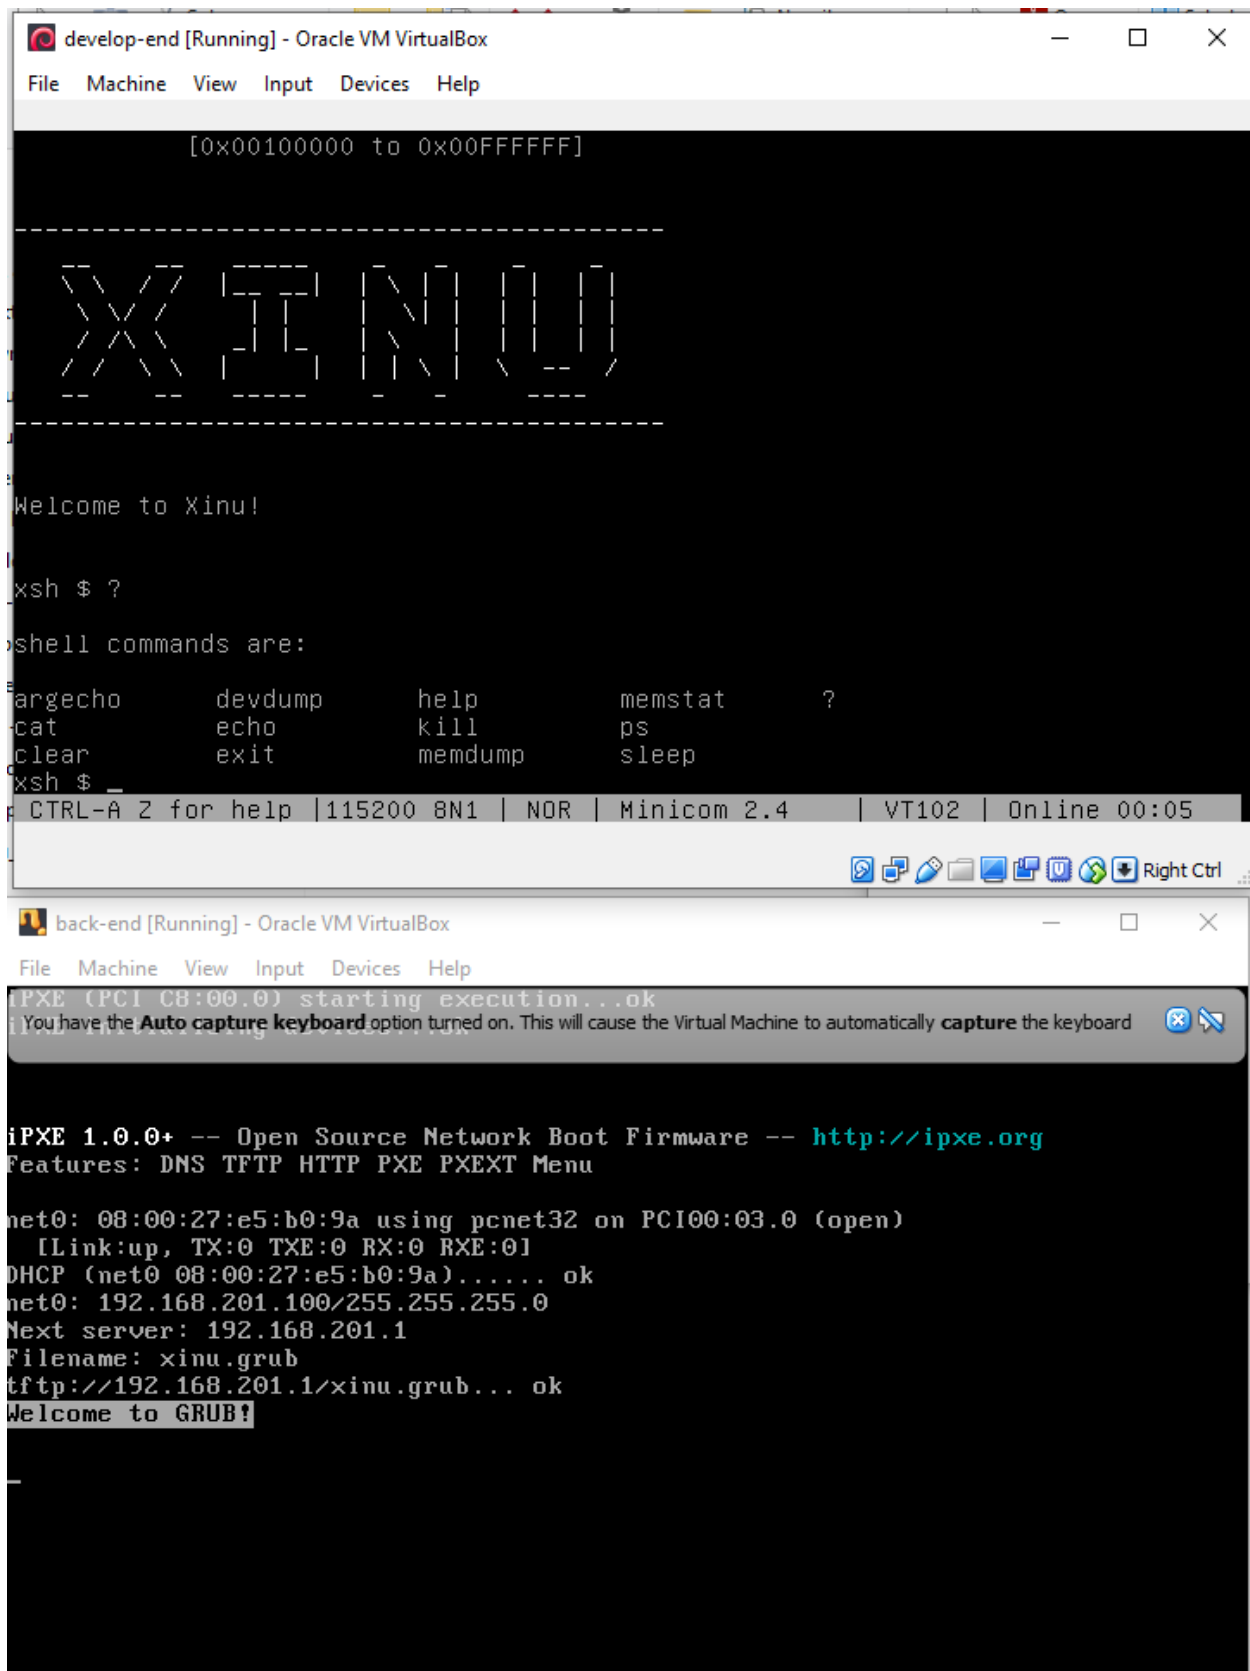 develop-end [Running] - Oracle VM VirtualBox
File Machine View Input Devices Help
[0x00100000 to 0x00FFFFFF]
Welcome to Xinu!
xsh $ ?
shell commands are:
argecho devdump help memstat ?
cat echo kill ps
clear exit memdump sleep
xsh $ _
CTRL-A Z for help |115200 8N1 | NOR | Minicom 2.4 | VT102 | Online 00:05
Right Ctrl
back-end [Running] - Oracle VM VirtualBox
File Machine View Input Devices Help
iPXE (PCI C8:00.0) starting execution...ok
iPXE initialising devices...ok
You have the Auto capture keyboard option turned on. This will cause the Virtual Machine to automatically capture the keyboard
iPXE 1.0.0+ -- Open Source Network Boot Firmware -- http://ipxe.org
Features: DNS TFTP HTTP PXE PXEXT Menu
net0: 08:00:27:e5:b0:9a using pcnet32 on PCI00:03.0 (open)
[Link:up, TX:0 TXE:0 RX:0 RXE:0]
DHCP (net0 08:00:27:e5:b0:9a)...... ok
net0: 192.168.201.100/255.255.255.0
Next server: 192.168.201.1
Filename: xinu.grub
tftp://192.168.201.1/xinu.grub... ok
Welcome to GRUB!